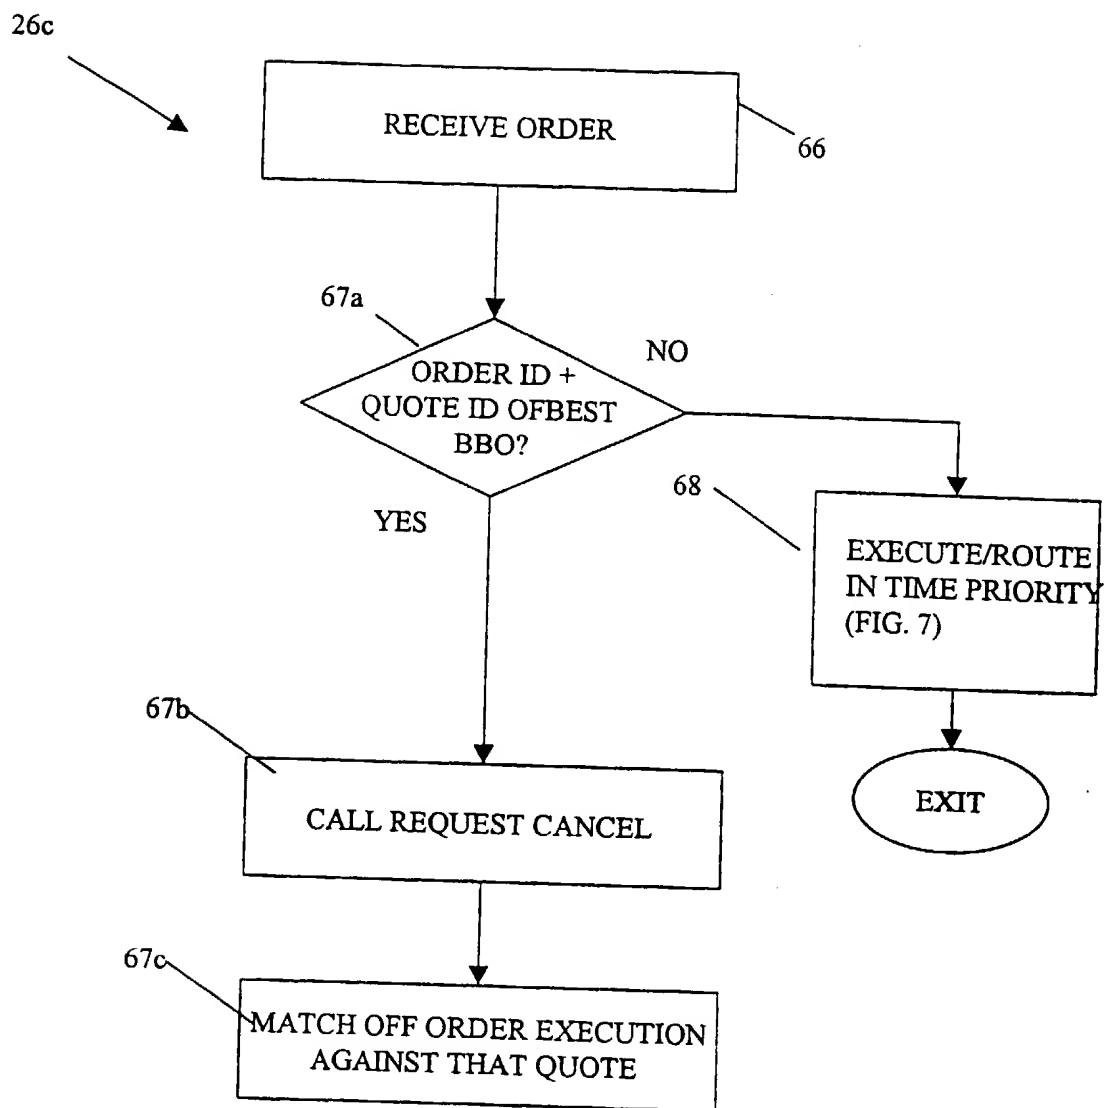 26c
RECEIVE ORDER
66
67a
ORDER ID +
QUOTE ID OFBEST
BBO?
NO
YES
68
EXECUTE/ROUTE
IN TIME PRIORITY
(FIG. 7)
EXIT
67b
CALL REQUEST CANCEL
67c
MATCH OFF ORDER EXECUTION
AGAINST THAT QUOTE